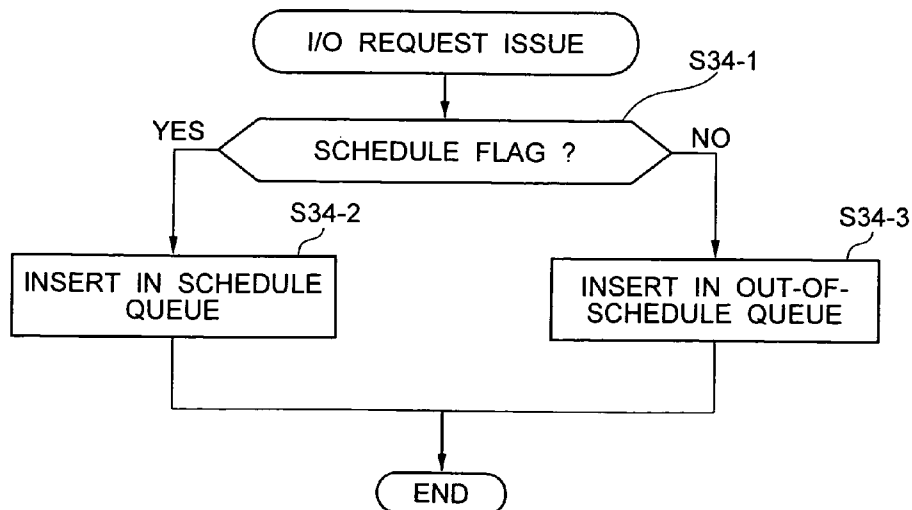 I/O REQUEST ISSUE
S34-1
YES
SCHEDULE FLAG ?
NO
S34-2
S34-3
INSERT IN SCHEDULE
QUEUE
INSERT IN OUT-OF-
SCHEDULE QUEUE
END